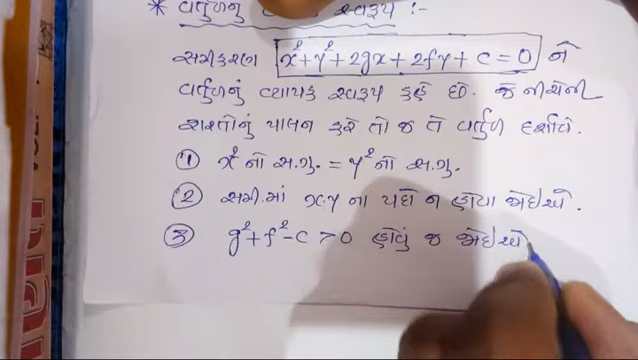 * વર્તુળનું સ્વરૂપ :-
સમીકરણ x²+y²+2gx+2fy+c=0 ને
વર્તુળનું વ્યાપક સ્વરૂપ કહે છે. જે નીચેની
શરતોનું પાલન કરે તો જ તે વર્તુળ દર્શાવે.
① x² નો સ.ગુ. = y² નો સ.ગુ.
② સમી.માં x.y ના પદો ન હોવા જોઈએ.
③ g²+f²-c>0 હોવું જ જોઈએ